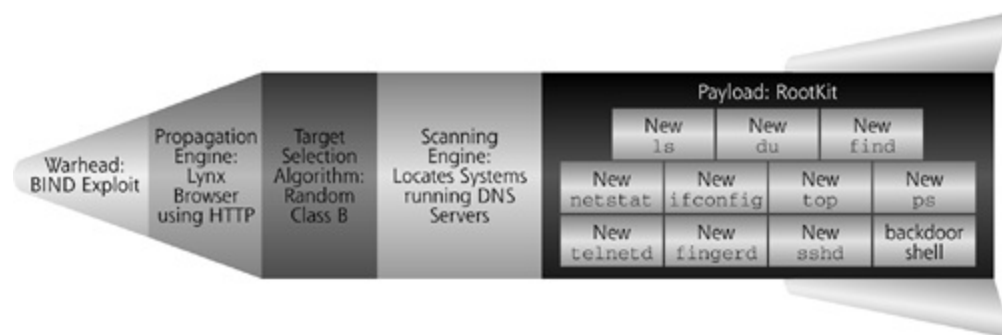 Warhead:
BIND Exploit
Propagation
Engine:
Lynx
Browser
using HTTP
Target
Selection
Algorithm:
Random
Class B
Scanning
Engine:
Locates Systems
running DNS
Servers
Payload: RootKit
New
ls
New
du
New
find
New
netstat
New
ifconfig
New
top
New
ps
New
telnetd
New
fingerd
New
sshd
backdoor
shell